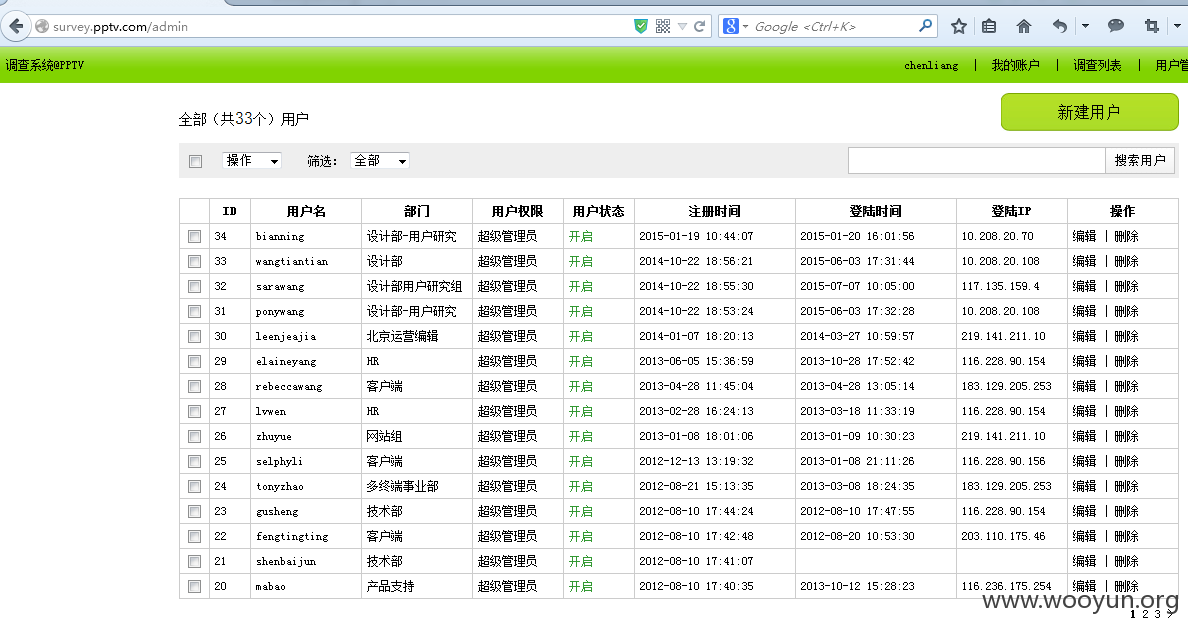 survey.pptv.com/admin
Google <Ctrl+K>
调查系统@PPTV
chenliang | 我的账户 | 调查列表 | 用户管
全部（共33个）用户
新建用户
操作 筛选： 全部 搜索用户
ID 用户名 部门 用户权限 用户状态 注册时间 登陆时间 登陆IP 操作
34 bianning 设计部-用户研究 超级管理员 开启 2015-01-19 10:44:07 2015-01-20 16:01:56 10.208.20.70 编辑 | 删除
33 wangtiantian 设计部 超级管理员 开启 2014-10-22 18:56:21 2015-06-03 17:31:44 10.208.20.108 编辑 | 删除
32 sarawang 设计部用户研究组 超级管理员 开启 2014-10-22 18:55:30 2015-07-07 10:05:00 117.135.159.4 编辑 | 删除
31 ponywang 设计部-用户研究 超级管理员 开启 2014-10-22 18:53:24 2015-06-03 17:32:28 10.208.20.108 编辑 | 删除
30 leenjeajia 北京运营编辑 超级管理员 开启 2014-01-07 18:20:13 2014-03-27 10:59:57 219.141.211.10 编辑 | 删除
29 elaineyang HR 超级管理员 开启 2013-06-05 15:36:59 2013-10-28 17:52:42 116.228.90.154 编辑 | 删除
28 rebeccawang 客户端 超级管理员 开启 2013-04-28 11:45:04 2013-04-28 13:05:14 183.129.205.253 编辑 | 删除
27 lvwen HR 超级管理员 开启 2013-02-28 16:24:13 2013-03-18 11:33:19 116.228.90.154 编辑 | 删除
26 zhuyue 网站组 超级管理员 开启 2013-01-08 18:01:06 2013-01-09 10:30:23 219.141.211.10 编辑 | 删除
25 selphyli 客户端 超级管理员 开启 2012-12-13 13:19:32 2013-01-08 21:11:26 116.228.90.156 编辑 | 删除
24 tonyzhao 多终端事业部 超级管理员 开启 2012-08-21 15:13:35 2013-03-08 18:24:35 183.129.205.253 编辑 | 删除
23 gusheng 技术部 超级管理员 开启 2012-08-10 17:44:24 2012-08-10 17:47:55 116.228.90.154 编辑 | 删除
22 fengtingting 客户端 超级管理员 开启 2012-08-10 17:42:48 2012-08-20 10:53:30 203.110.175.46 编辑 | 删除
21 shenbaijun 技术部 超级管理员 开启 2012-08-10 17:41:07 编辑 | 删除
20 mabao 产品支持 超级管理员 开启 2012-08-10 17:40:35 2013-10-12 15:28:23 116.236.175.254 编辑 | 删除
www.wooyun.org
1 2 3 >